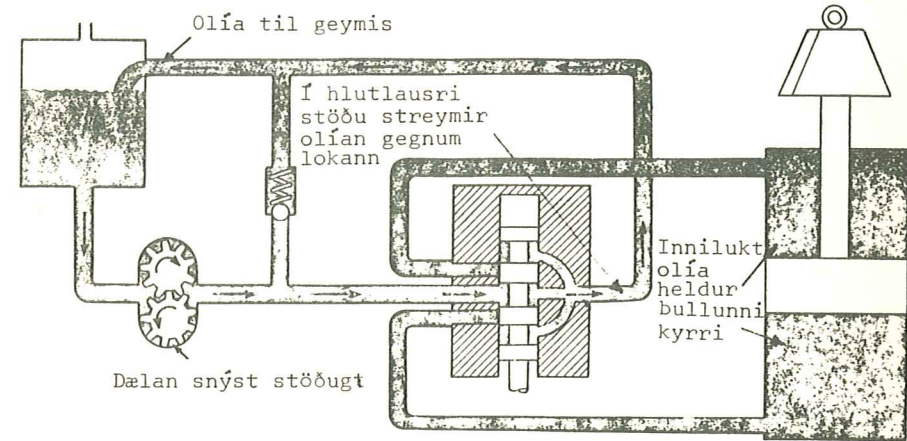 Olía til geymis
Í hlutlausri
stöðu streymir
olían gegnum
lokann
Innilukt
olía
heldur
bullunni
kyrri
Dælan snýst stöðugt